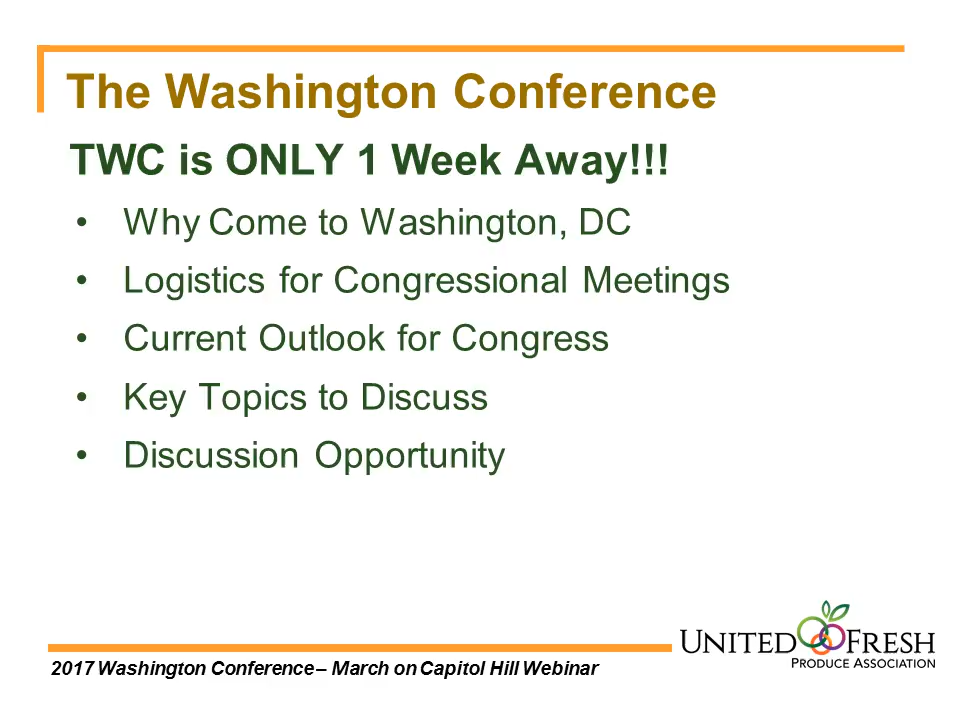 The Washington Conference
TWC is ONLY 1 Week Away!!!
• Why Come to Washington, DC
• Logistics for Congressional Meetings
• Current Outlook for Congress
• Key Topics to Discuss
• Discussion Opportunity
UNITED FRESH
PRODUCE ASSOCIATION
2017 Washington Conference – March on Capitol Hill Webinar